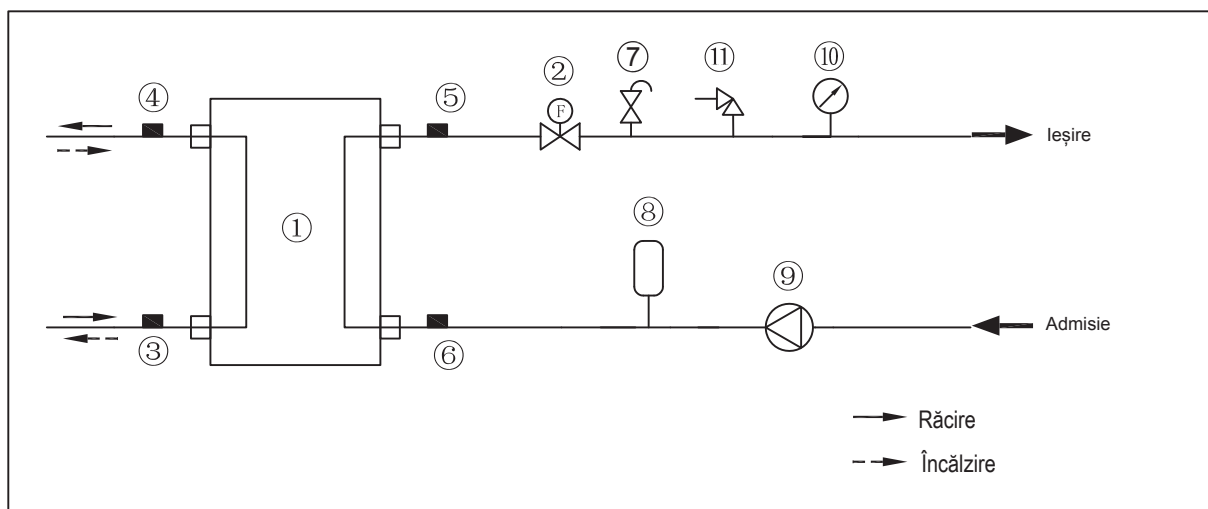 ④ ⑤ ② ⑦ ⑪ ⑩
F
Ieșire
① ⑧
⑨
Admisie
③ ⑥
Răcire
Încălzire